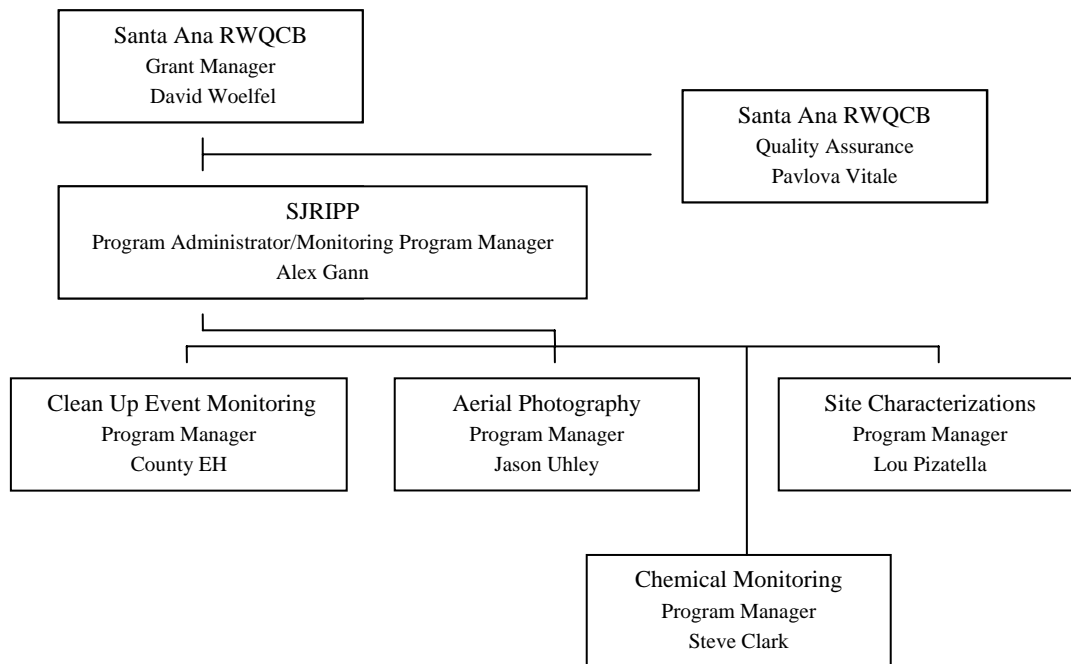 Santa Ana RWQCB
Grant Manager
David Woelfel
Santa Ana RWQCB
Quality Assurance
Pavlova Vitale
SJRIPP
Program Administrator/Monitoring Program Manager
Alex Gann
Clean Up Event Monitoring
Program Manager
County EH
Aerial Photography
Program Manager
Jason Uhley
Site Characterizations
Program Manager
Lou Pizatella
Chemical Monitoring
Program Manager
Steve Clark